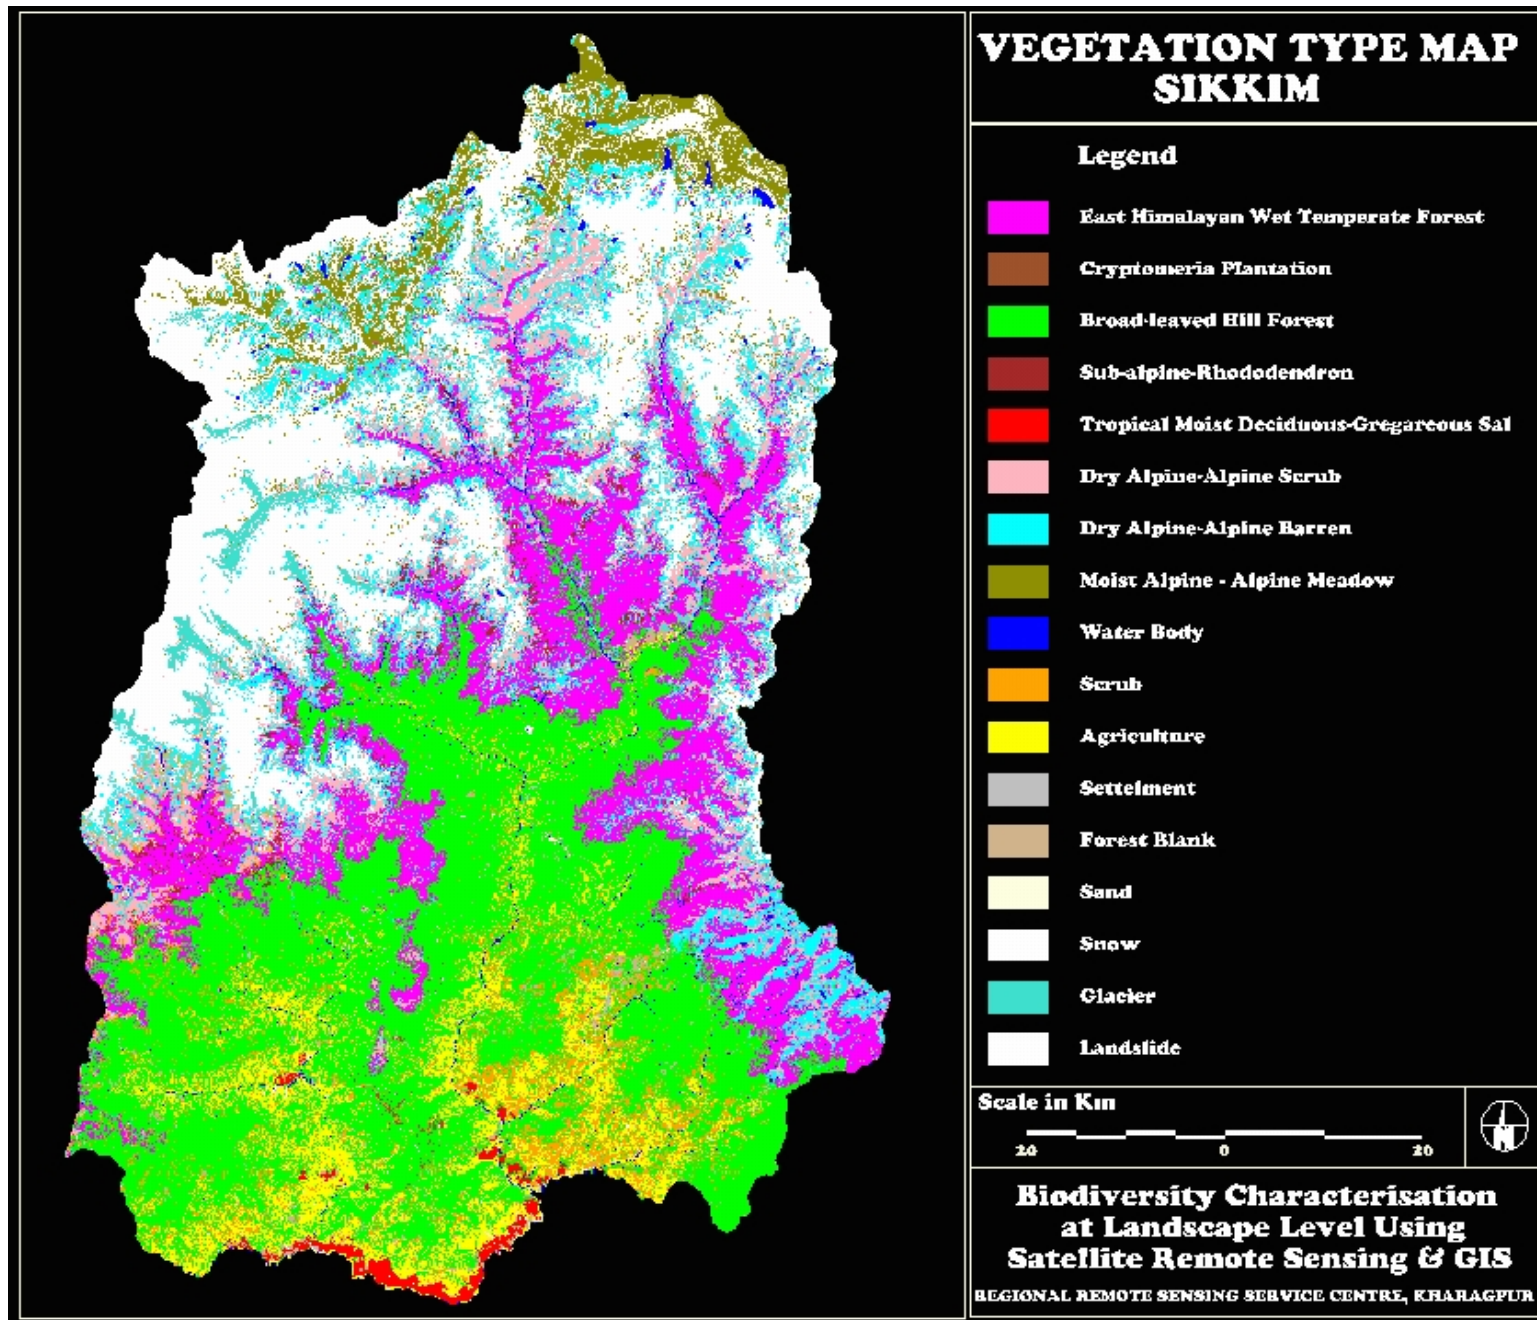 VEGETATION TYPE MAP
SIKKIM
Legend
East Himalayan Wet Temperate Forest
Cryptomeria Plantation
Broad-leaved Hill Forest
Sub-alpine-Rhododendron
Tropical Moist Deciduous-Gregareous Sal
Dry Alpine-Alpine Scrub
Dry Alpine-Alpine Barren
Moist Alpine - Alpine Meadow
Water Body
Scrub
Agriculture
Settelment
Forest Blank
Sand
Snow
Glacier
Landslide
Scale in Km
20 0 20
N
Biodiversity Characterisation
at Landscape Level Using
Satellite Remote Sensing & GIS
REGIONAL REMOTE SENSING SERVICE CENTRE, KHARAGPUR